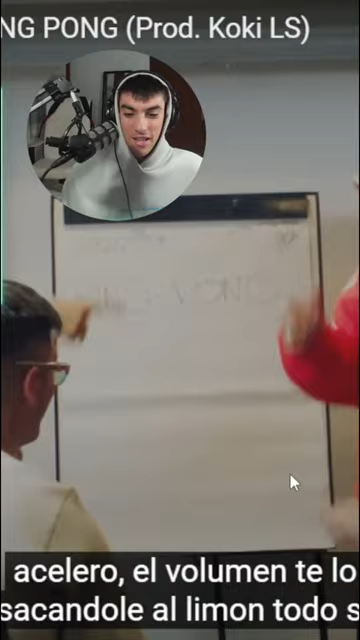 NG PONG (Prod. Koki LS)
acelero, el volumen te lo
sacandole al limon todo s